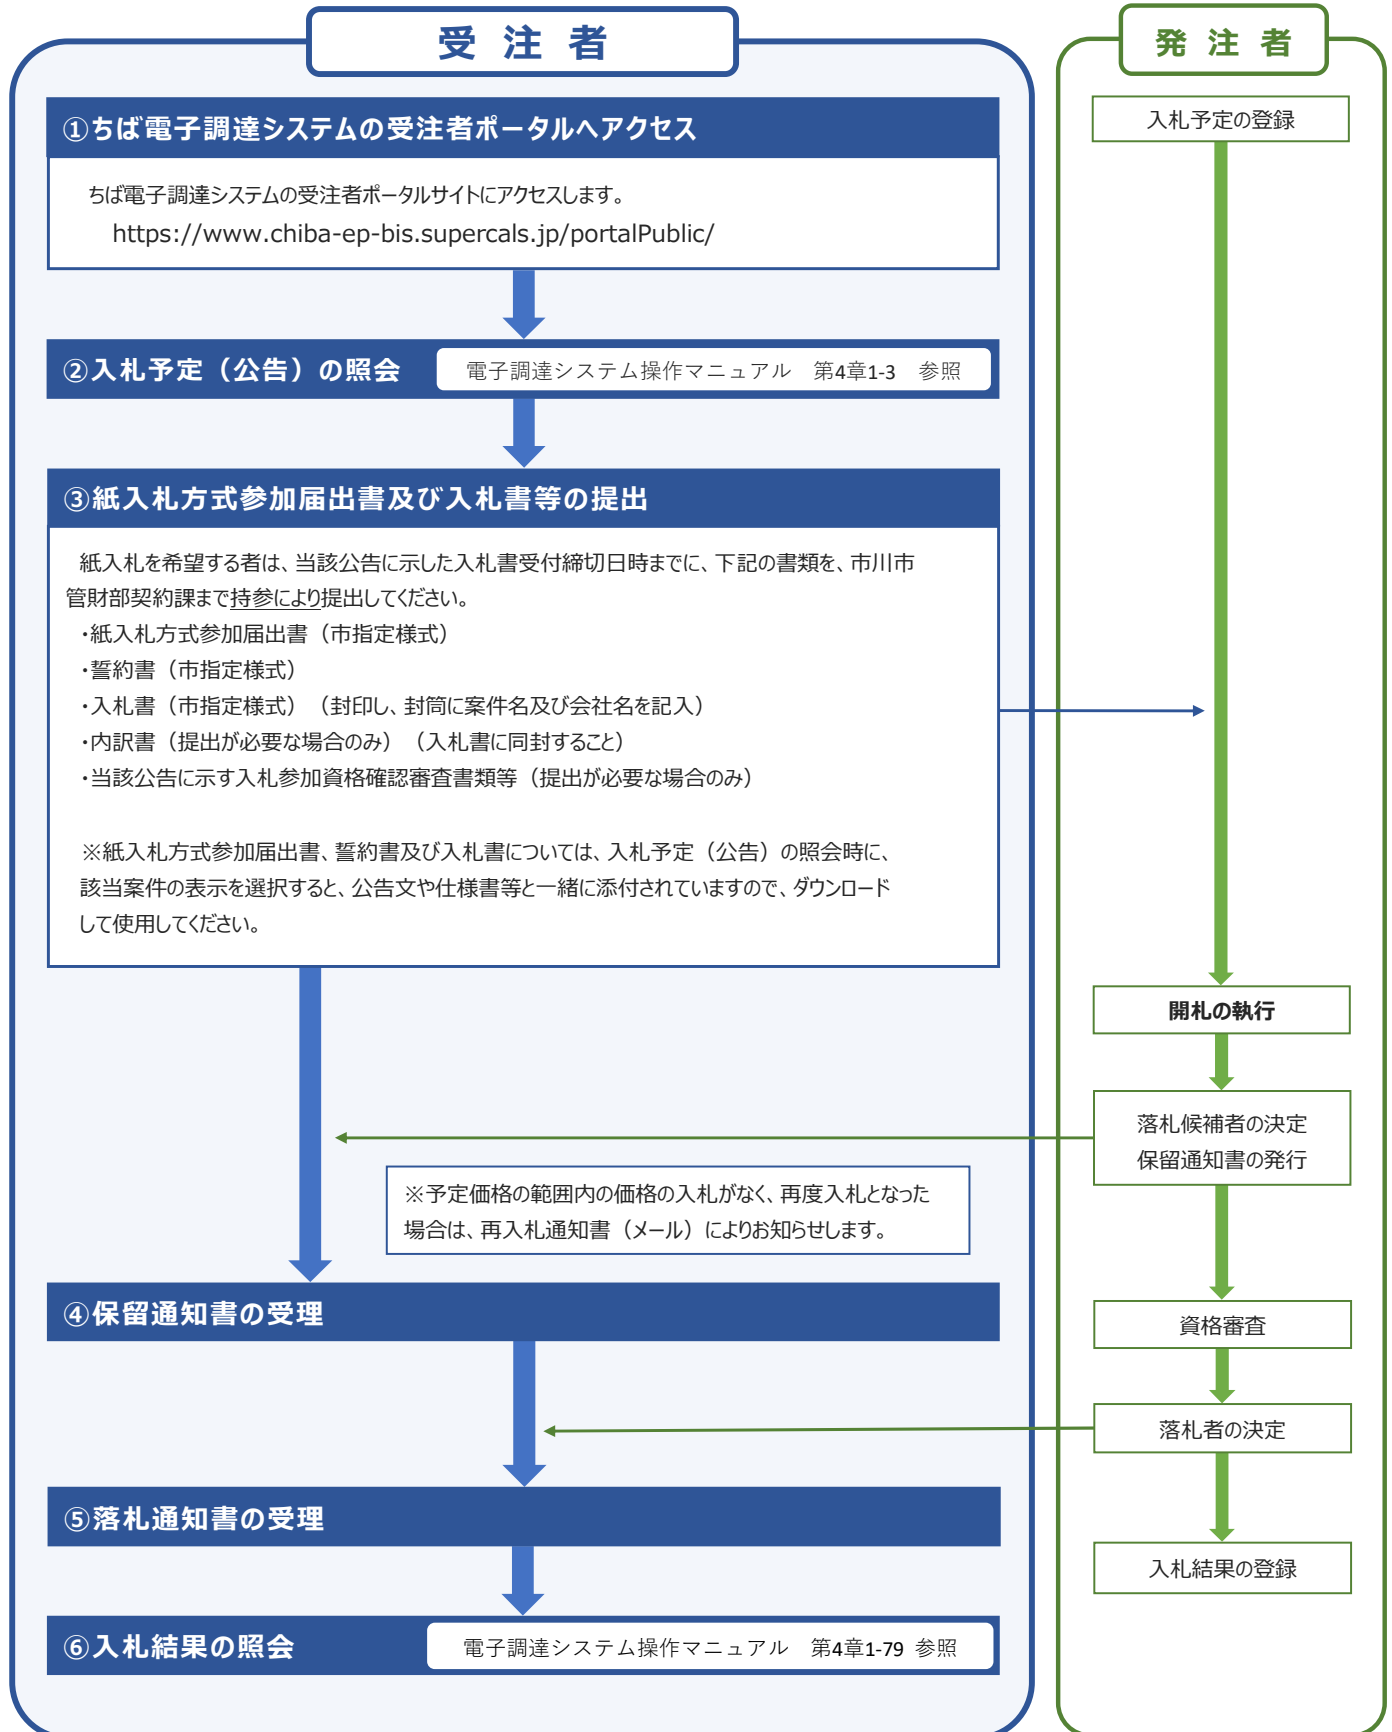 受 注 者
①ちば電子調達システムの受注者ポータルへアクセス
ちば電子調達システムの受注者ポータルサイトにアクセスします。
https://www.chiba-ep-bis.supercals.jp/portalPublic/
②入札予定（公告）の照会
電子調達システム操作マニュアル　第4章1-3　参照
③紙入札方式参加届出書及び入札書等の提出
紙入札を希望する者は、当該公告に示した入札書受付締切日時までに、下記の書類を、市川市
管財部契約課まで持参により提出してください。
・紙入札方式参加届出書（市指定様式）
・誓約書（市指定様式）
・入札書（市指定様式）（封印し、封筒に案件名及び会社名を記入）
・内訳書（提出が必要な場合のみ）（入札書に同封すること）
・当該公告に示す入札参加資格確認審査書類等（提出が必要な場合のみ）
※紙入札方式参加届出書、誓約書及び入札書については、入札予定（公告）の照会時に、
該当案件の表示を選択すると、公告文や仕様書等と一緒に添付されていますので、ダウンロード
して使用してください。
※予定価格の範囲内の価格の入札がなく、再度入札となった
場合は、再入札通知書（メール）によりお知らせします。
④保留通知書の受理
⑤落札通知書の受理
⑥入札結果の照会
電子調達システム操作マニュアル　第4章1-79 参照
発 注 者
入札予定の登録
開札の執行
落札候補者の決定
保留通知書の発行
資格審査
落札者の決定
入札結果の登録